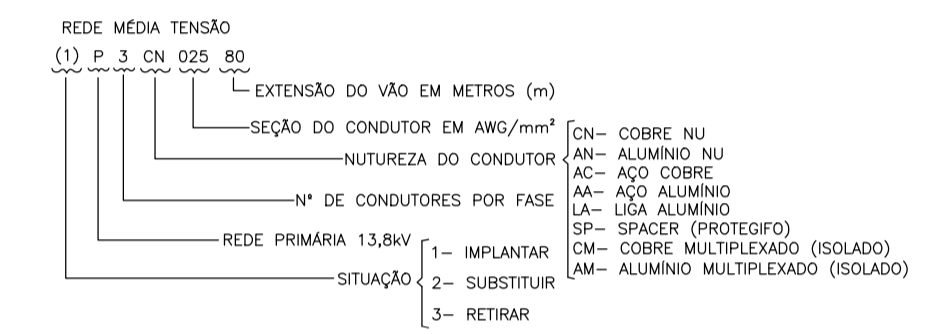 REDE MÉDIA TENSÃO
(1) P 3 CN 025 80
EXTENSÃO DO VÃO EM METROS (m)
SEÇÃO DO CONDUTOR EM AWG/mm²
NUTUREZA DO CONDUTOR
CN– COBRE NU
AN– ALUMÍNIO NU
AC– AÇO COBRE
AA– AÇO ALUMÍNIO
LA– LIGA ALUMÍNIO
SP– SPACER (PROTEGIFO)
CM– COBRE MULTIPLEXADO (ISOLADO)
AM– ALUMÍNIO MULTIPLEXADO (ISOLADO)
Nº DE CONDUTORES POR FASE
REDE PRIMÁRIA 13,8kV
SITUAÇÃO
1– IMPLANTAR
2– SUBSTITUIR
3– RETIRAR